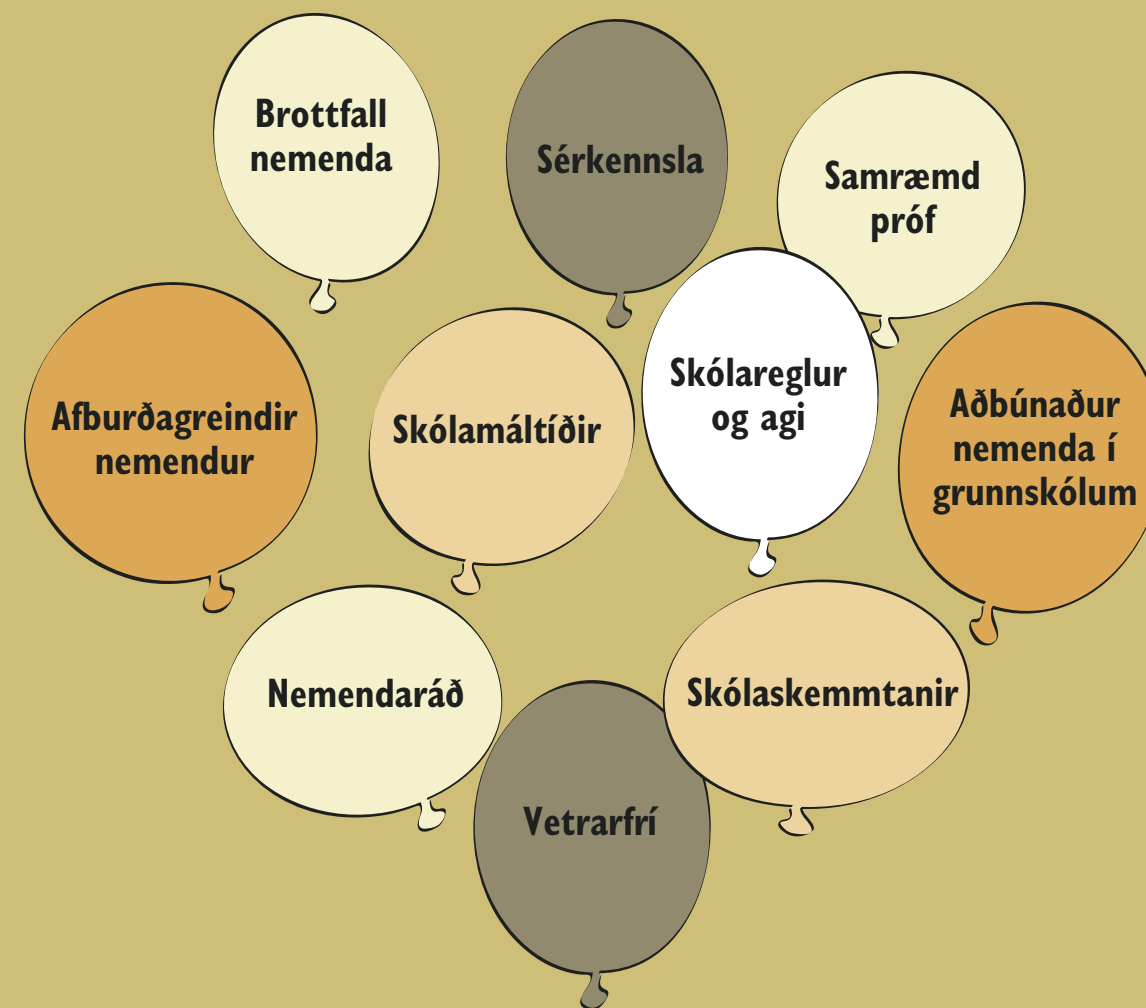 Brottfall
nemenda
Sérkennsla
Samræmd
próf
Afburðagreindir
nemendur
Skólamáltíðir
Skólareglur
og agi
Aðbúnaður
nemenda í
grunnskólum
Nemendaráð
Skólaskemmtanir
Vetrarfrí